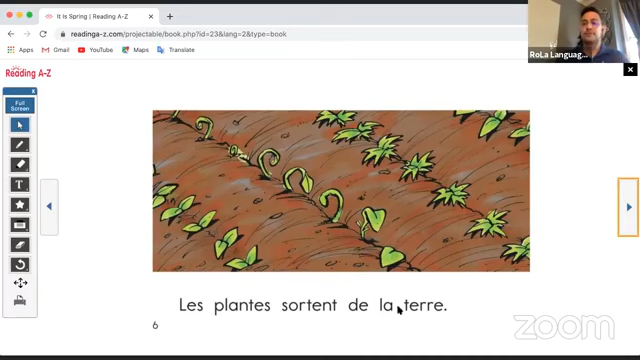 It is Spring | Reading A-Z
readinga-z.com/projectable/book.php?id=23&lang=2&type=book
Apps
Gmail
YouTube
Maps
Translate
RoLa Languag...
Reading A-Z
Full Screen
T
Les plantes sortent de la terre.
6
zoom